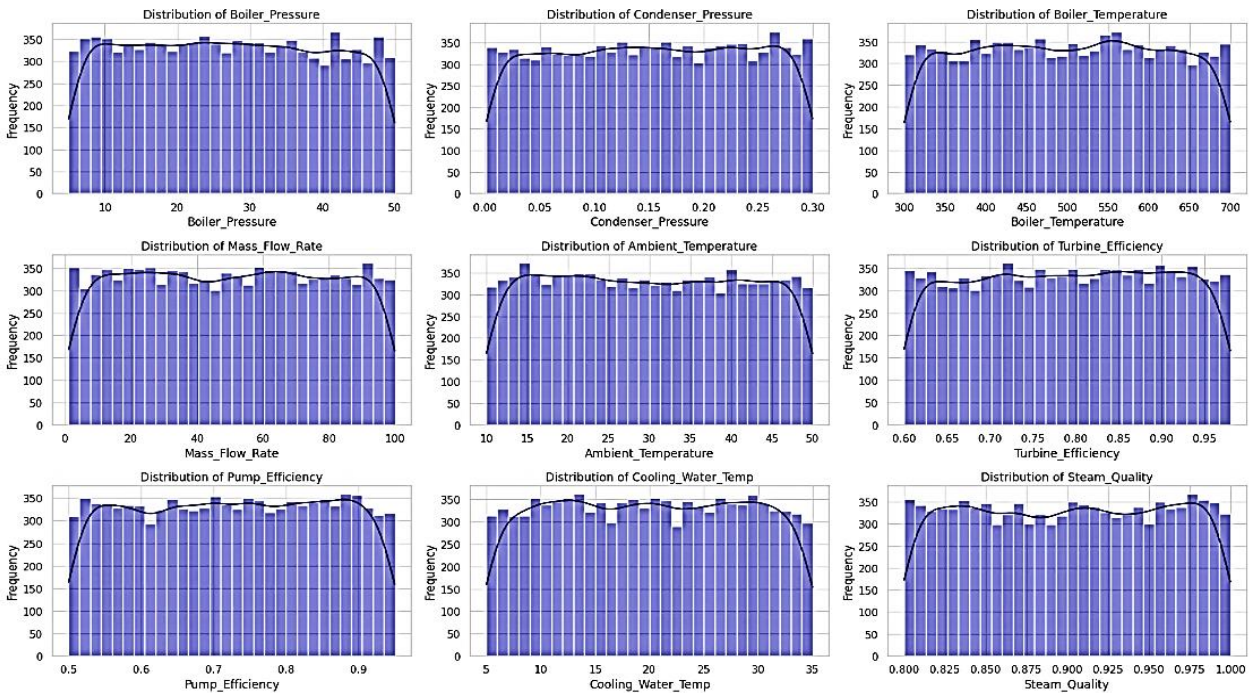 Distribution of Boiler_Pressure
Frequency
350
300
250
200
150
100
50
0
10 20 30 40 50
Boiler_Pressure
Distribution of Condenser_Pressure
Frequency
350
300
250
200
150
100
50
0
0.00 0.05 0.10 0.15 0.20 0.25 0.30
Condenser_Pressure
Distribution of Boiler_Temperature
Frequency
350
300
250
200
150
100
50
0
300 350 400 450 500 550 600 650 700
Boiler_Temperature
Distribution of Mass_Flow_Rate
Frequency
350
300
250
200
150
100
50
0
0 20 40 60 80 100
Mass_Flow_Rate
Distribution of Ambient_Temperature
Frequency
350
300
250
200
150
100
50
0
10 15 20 25 30 35 40 45 50
Ambient_Temperature
Distribution of Turbine_Efficiency
Frequency
350
300
250
200
150
100
50
0
0.60 0.65 0.70 0.75 0.80 0.85 0.90 0.95
Turbine_Efficiency
Distribution of Pump_Efficiency
Frequency
350
300
250
200
150
100
50
0
0.5 0.6 0.7 0.8 0.9
Pump_Efficiency
Distribution of Cooling_Water_Temp
Frequency
350
300
250
200
150
100
50
0
5 10 15 20 25 30 35
Cooling_Water_Temp
Distribution of Steam_Quality
Frequency
350
300
250
200
150
100
50
0
0.800 0.825 0.850 0.875 0.900 0.925 0.950 0.975 1.000
Steam_Quality